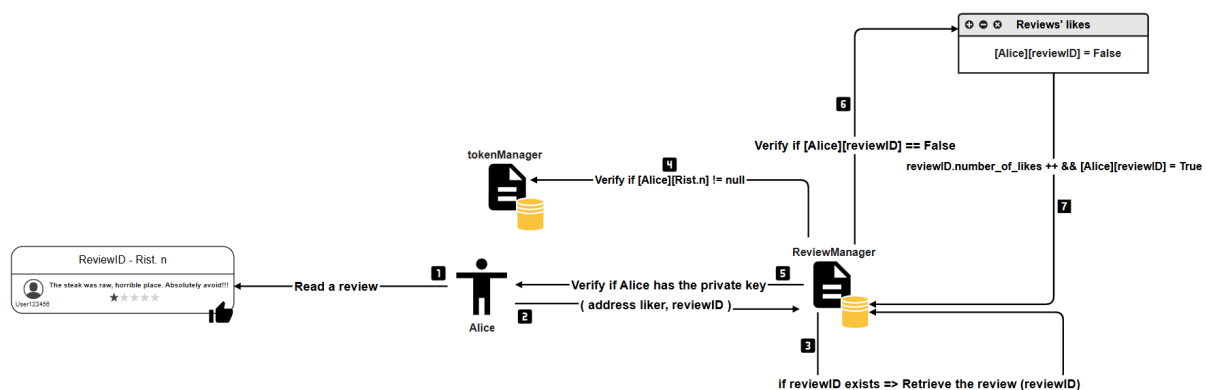 Reviews' likes
[Alice][reviewID] = False
6
Verify if [Alice][reviewID] == False
reviewID.number_of_likes ++ && [Alice][reviewID] = True
7
tokenManager
4
Verify if [Alice][Rist.n] != null
ReviewManager
ReviewID - Rist. n
The steak was raw, horrible place. Absolutely avoid!!!
User123456
1
Read a review
5
Verify if Alice has the private key
( address liker, reviewID )
2
Alice
3
if reviewID exists => Retrieve the review (reviewID)